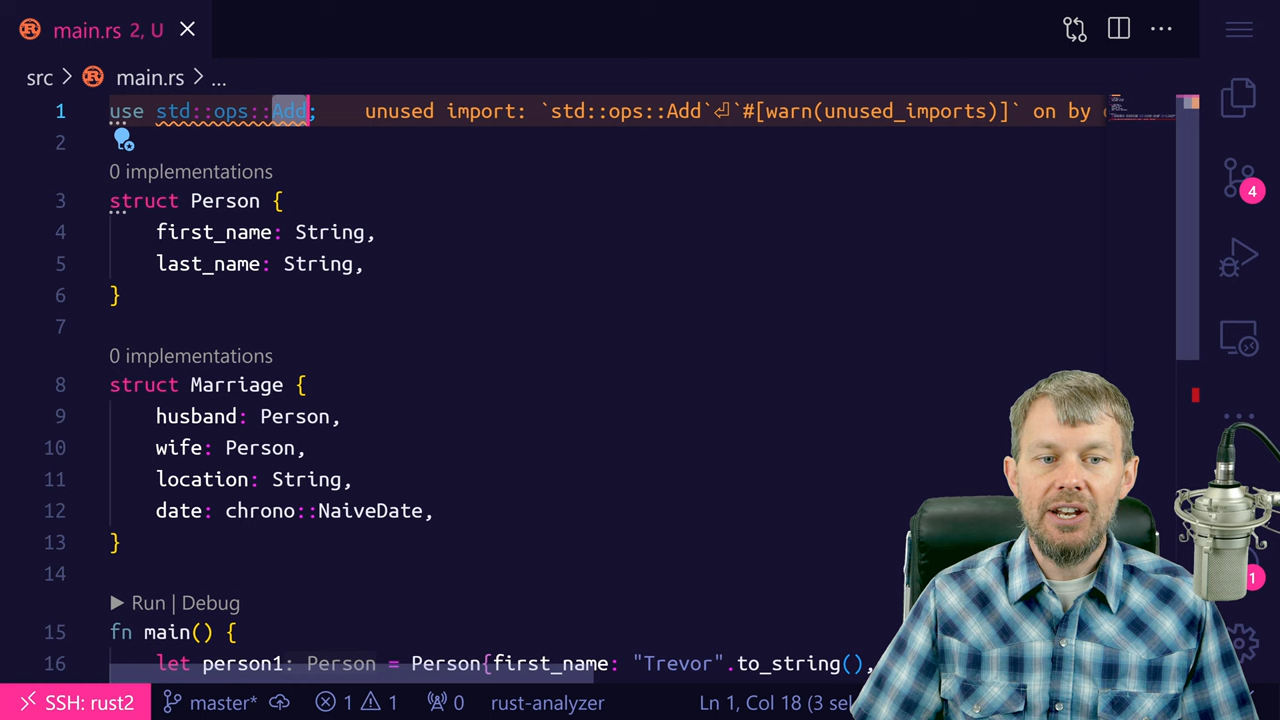 main.rs 2, U
src > main.rs > ...
1 use std::ops::Add; unused import: `std::ops::Add`⏎`#[warn(unused_imports)]` on by
2
0 implementations
3 struct Person {
4 first_name: String,
5 last_name: String,
6 }
7
0 implementations
8 struct Marriage {
9 husband: Person,
10 wife: Person,
11 location: String,
12 date: chrono::NaiveDate,
13 }
14
Run | Debug
15 fn main() {
16 let person1: Person = Person{first_name: "Trevor".to_string(),
4
1
SSH: rust2 master* 1 1 0 rust-analyzer Ln 1, Col 18 (3 sel